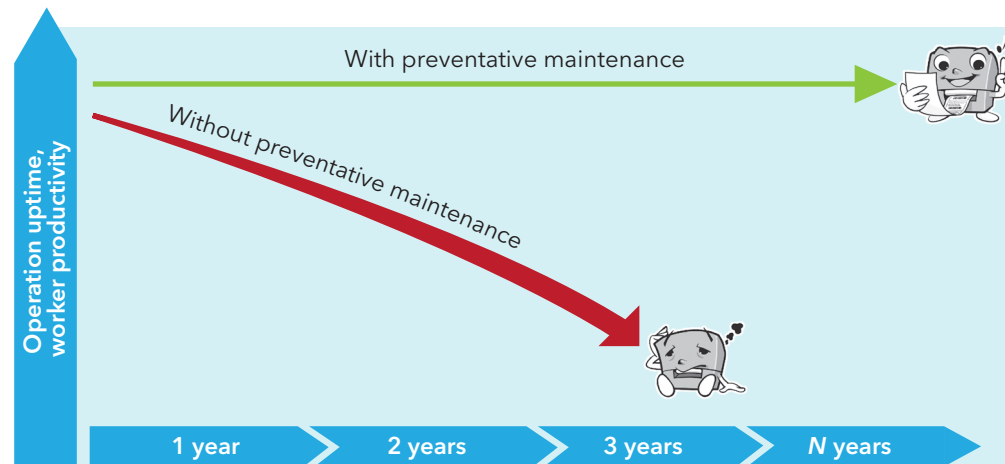 With preventative maintenance
Without preventative maintenance
Operation uptime,
worker productivity
1 year
2 years
3 years
N years